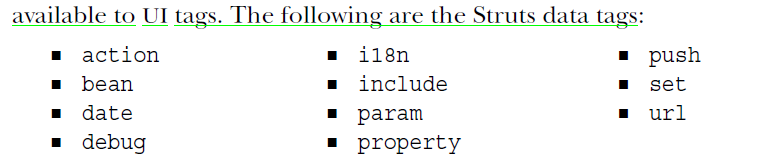 available to UI tags. The following are the Struts data tags:
▪ action ▪ i18n ▪ push
▪ bean ▪ include ▪ set
▪ date ▪ param ▪ url
▪ debug ▪ property